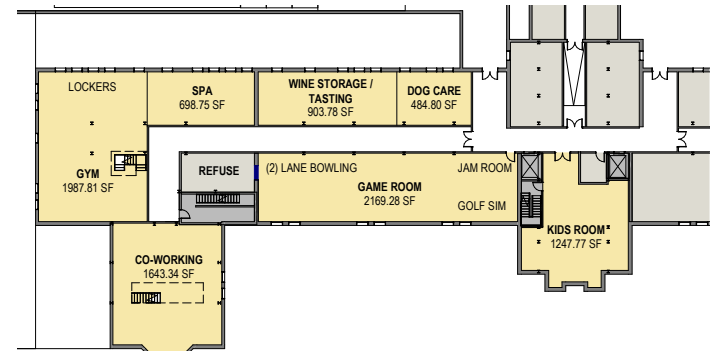 LOCKERS
SPA
698.75 SF
WINE STORAGE /
TASTING
903.78 SF
DOG CARE
484.80 SF
GYM
1987.81 SF
REFUSE
(2) LANE BOWLING
JAM ROOM
GAME ROOM
2169.28 SF
GOLF SIM
KIDS ROOM
1247.77 SF
CO-WORKING
1643.34 SF